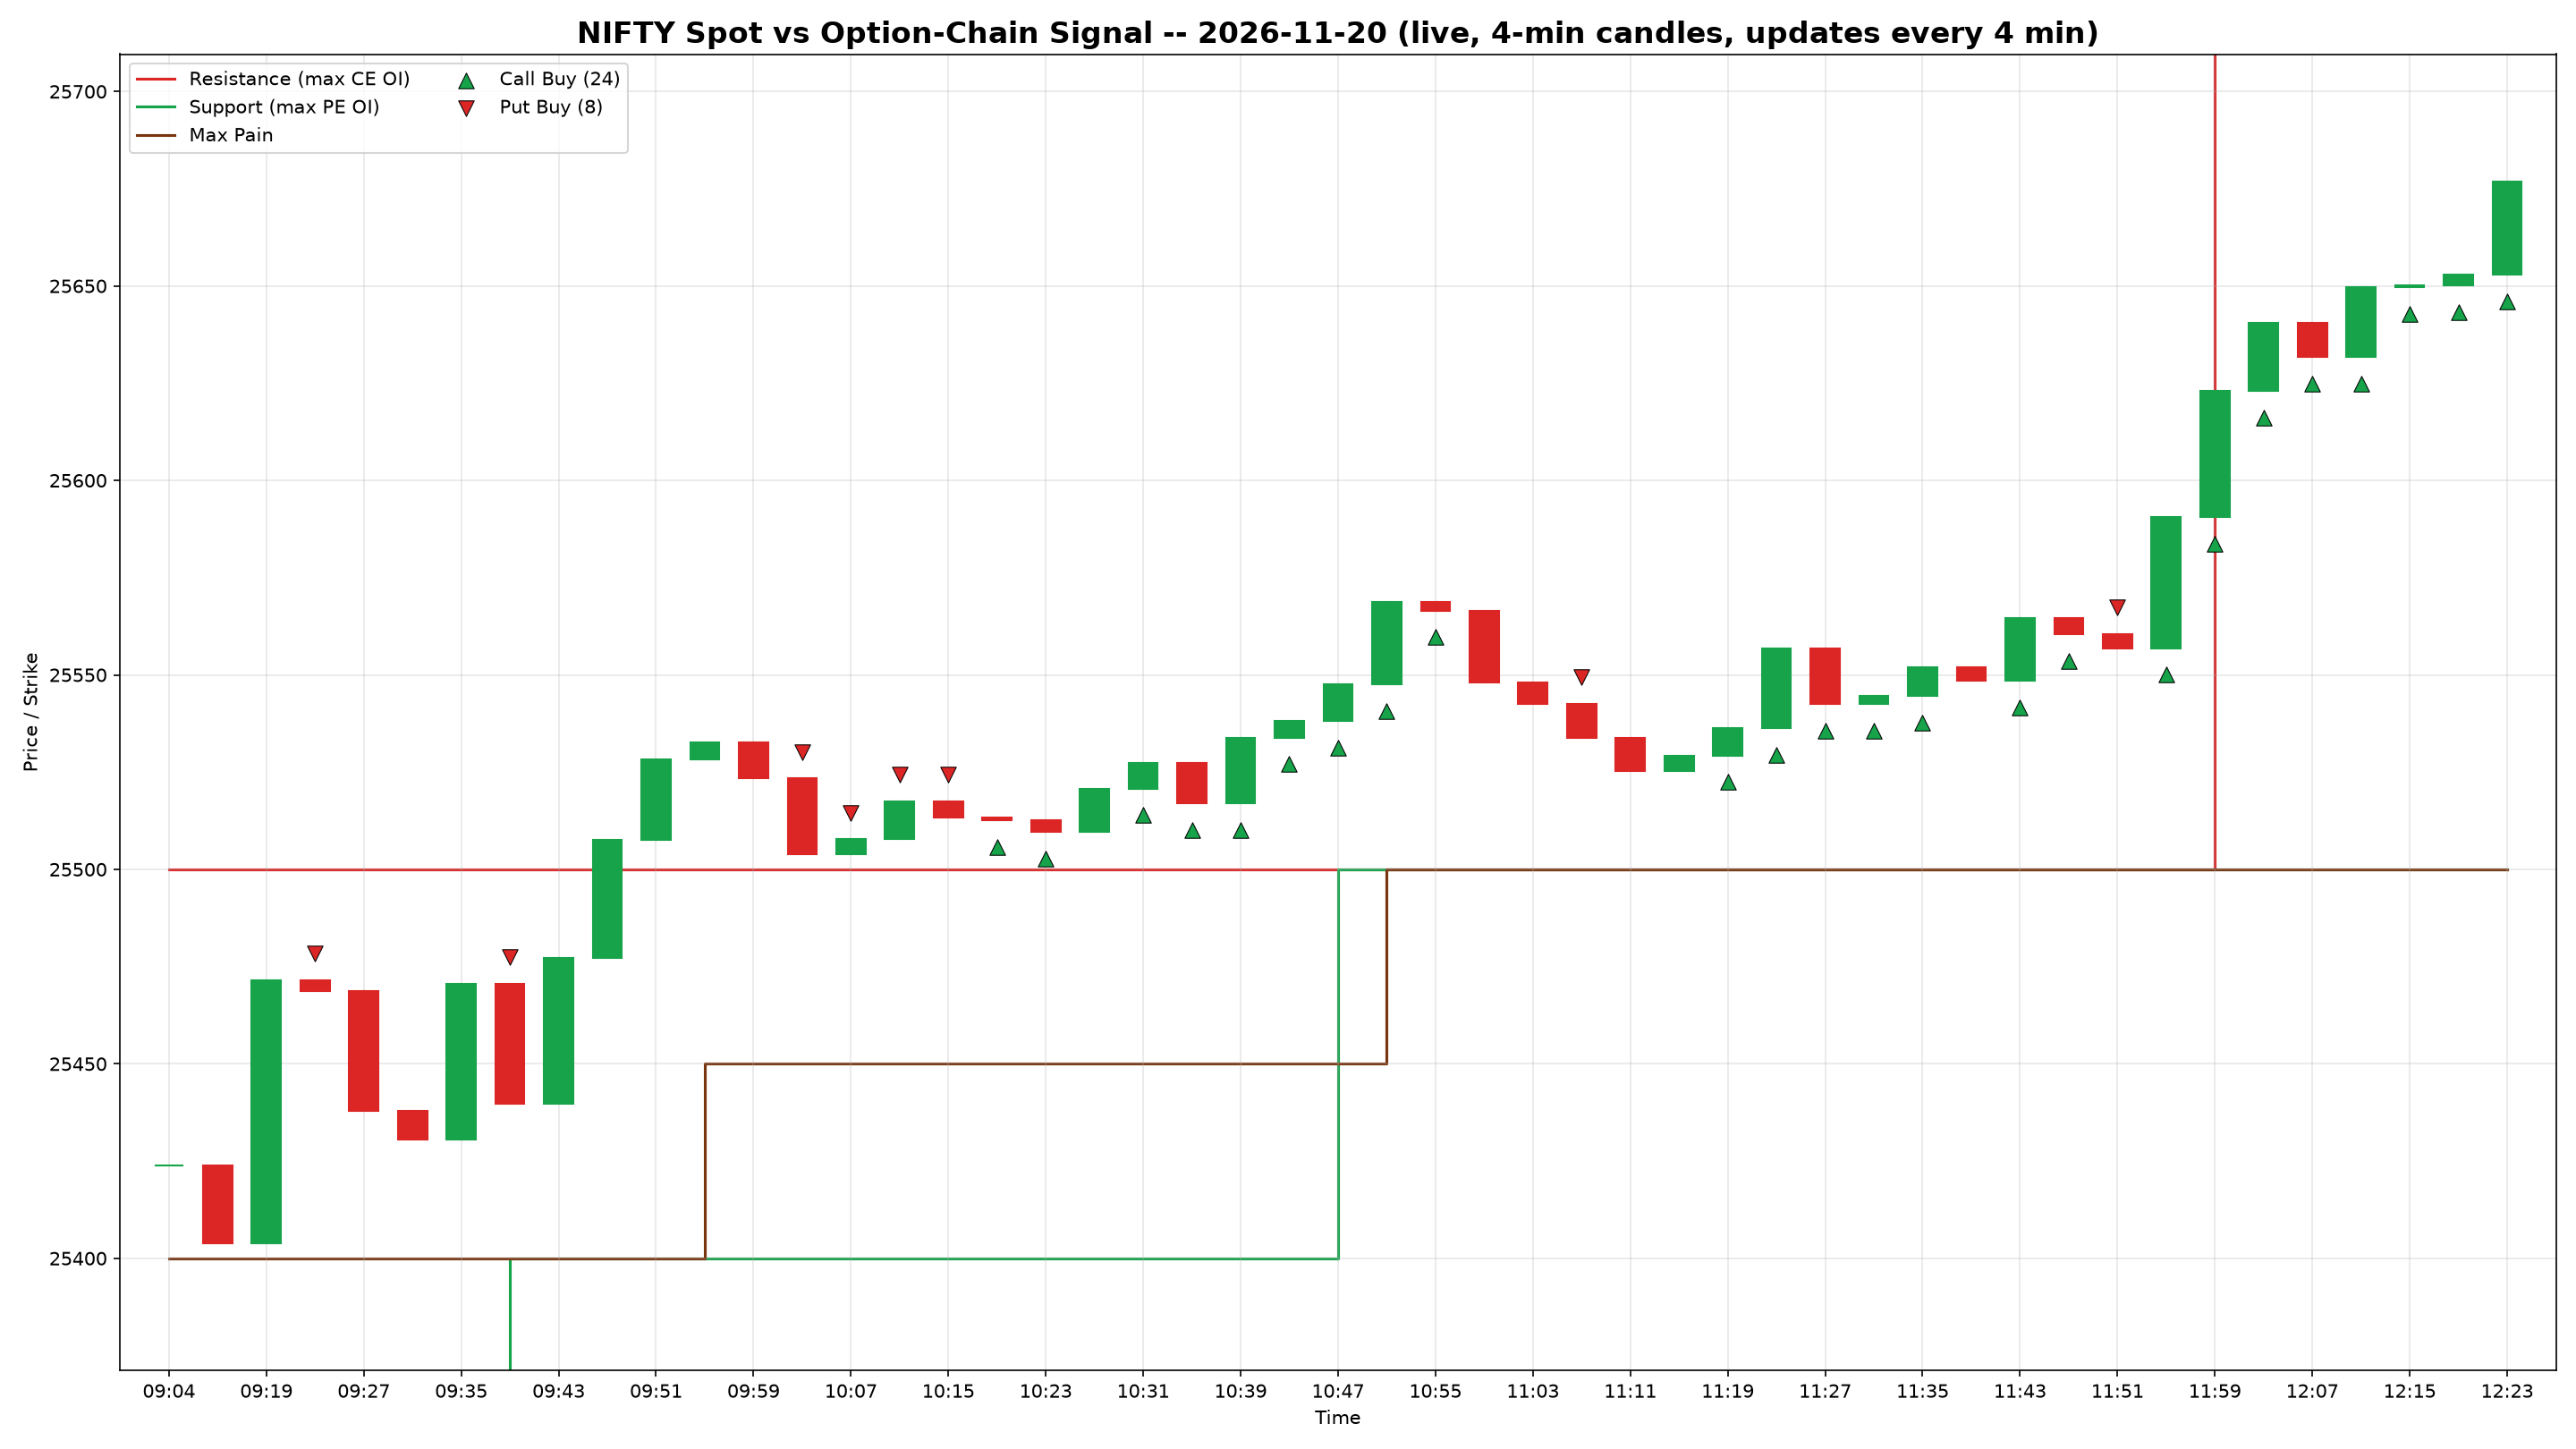 NIFTY Spot vs Option-Chain Signal -- 2026-11-20 (live, 4-min candles, updates every 4 min)
Resistance (max CE OI)
Support (max PE OI)
Max Pain
Call Buy (24)
Put Buy (8)
Price / Strike
25700
25650
25600
25550
25500
25450
25400
09:04 09:19 09:27 09:35 09:43 09:51 09:59 10:07 10:15 10:23 10:31 10:39 10:47 10:55 11:03 11:11 11:19 11:27 11:35 11:43 11:51 11:59 12:07 12:15 12:23
Time